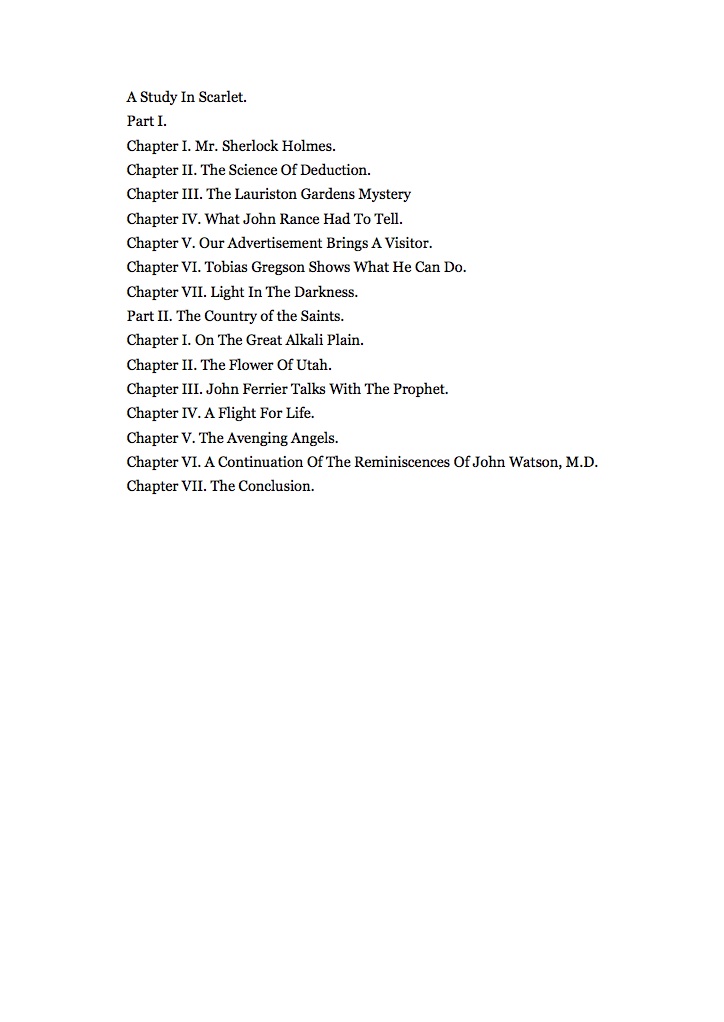 A Study In Scarlet.
Part I.
Chapter I. Mr. Sherlock Holmes.
Chapter II. The Science Of Deduction.
Chapter III. The Lauriston Gardens Mystery
Chapter IV. What John Rance Had To Tell.
Chapter V. Our Advertisement Brings A Visitor.
Chapter VI. Tobias Gregson Shows What He Can Do.
Chapter VII. Light In The Darkness.
Part II. The Country of the Saints.
Chapter I. On The Great Alkali Plain.
Chapter II. The Flower Of Utah.
Chapter III. John Ferrier Talks With The Prophet.
Chapter IV. A Flight For Life.
Chapter V. The Avenging Angels.
Chapter VI. A Continuation Of The Reminiscences Of John Watson, M.D.
Chapter VII. The Conclusion.